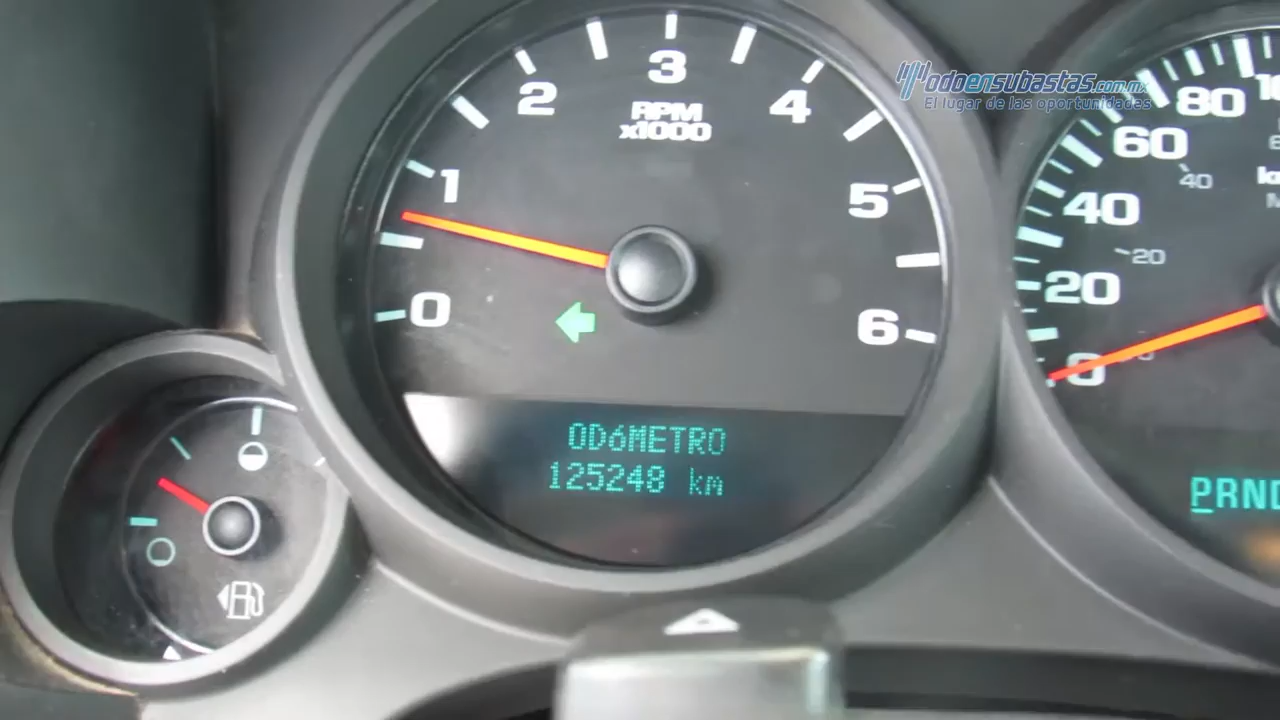 Todoensubastas.com.mx
El lugar de las oportunidades
0
1
2
3
4
5
6
RPM
x1000
0
20
40
60
80
20
40
OD6METRO
125248 km
PRND